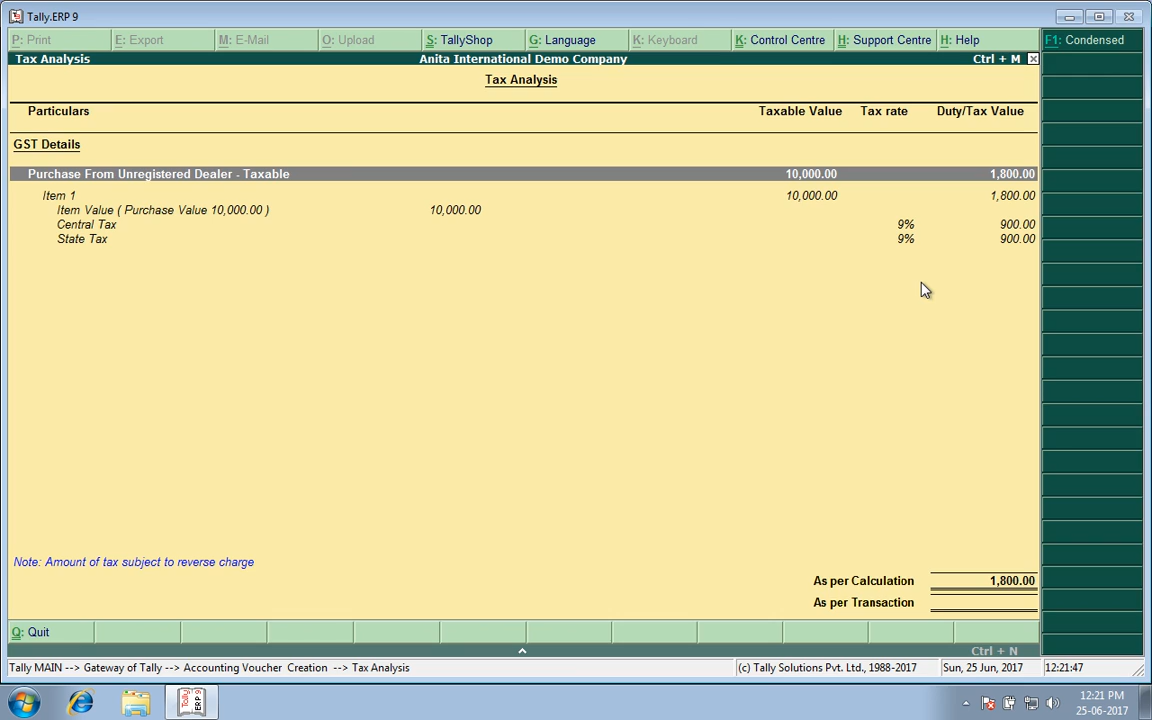 Tally.ERP 9
P: Print E: Export M: E-Mail O: Upload S: TallyShop G: Language K: Keyboard K: Control Centre H: Support Centre H: Help F1: Condensed
Tax Analysis Anita International Demo Company Ctrl + M
Tax Analysis
Particulars Taxable Value Tax rate Duty/Tax Value
GST Details
Purchase From Unregistered Dealer - Taxable 10,000.00 1,800.00
Item 1 10,000.00 1,800.00
Item Value ( Purchase Value 10,000.00 ) 10,000.00
Central Tax 9% 900.00
State Tax 9% 900.00
Note: Amount of tax subject to reverse charge
As per Calculation 1,800.00
As per Transaction
Q: Quit
Ctrl + N
Tally MAIN --> Gateway of Tally --> Accounting Voucher Creation --> Tax Analysis (c) Tally Solutions Pvt. Ltd., 1988-2017 Sun, 25 Jun, 2017 12:21:47
Tally ERP 9
12:21 PM
25-06-2017